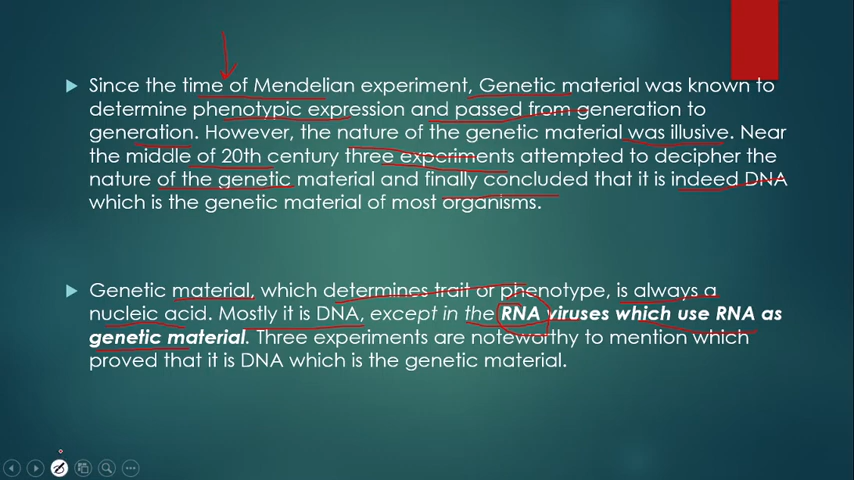 Since the time of Mendelian experiment, Genetic material was known to
determine phenotypic expression and passed from generation to
generation. However, the nature of the genetic material was illusive. Near
the middle of 20th century three experiments attempted to decipher the
nature of the genetic material and finally concluded that it is indeed DNA
which is the genetic material of most organisms.
Genetic material, which determines trait or phenotype, is always a
nucleic acid. Mostly it is DNA, except in the RNA viruses which use RNA as
genetic material. Three experiments are noteworthy to mention which
proved that it is DNA which is the genetic material.